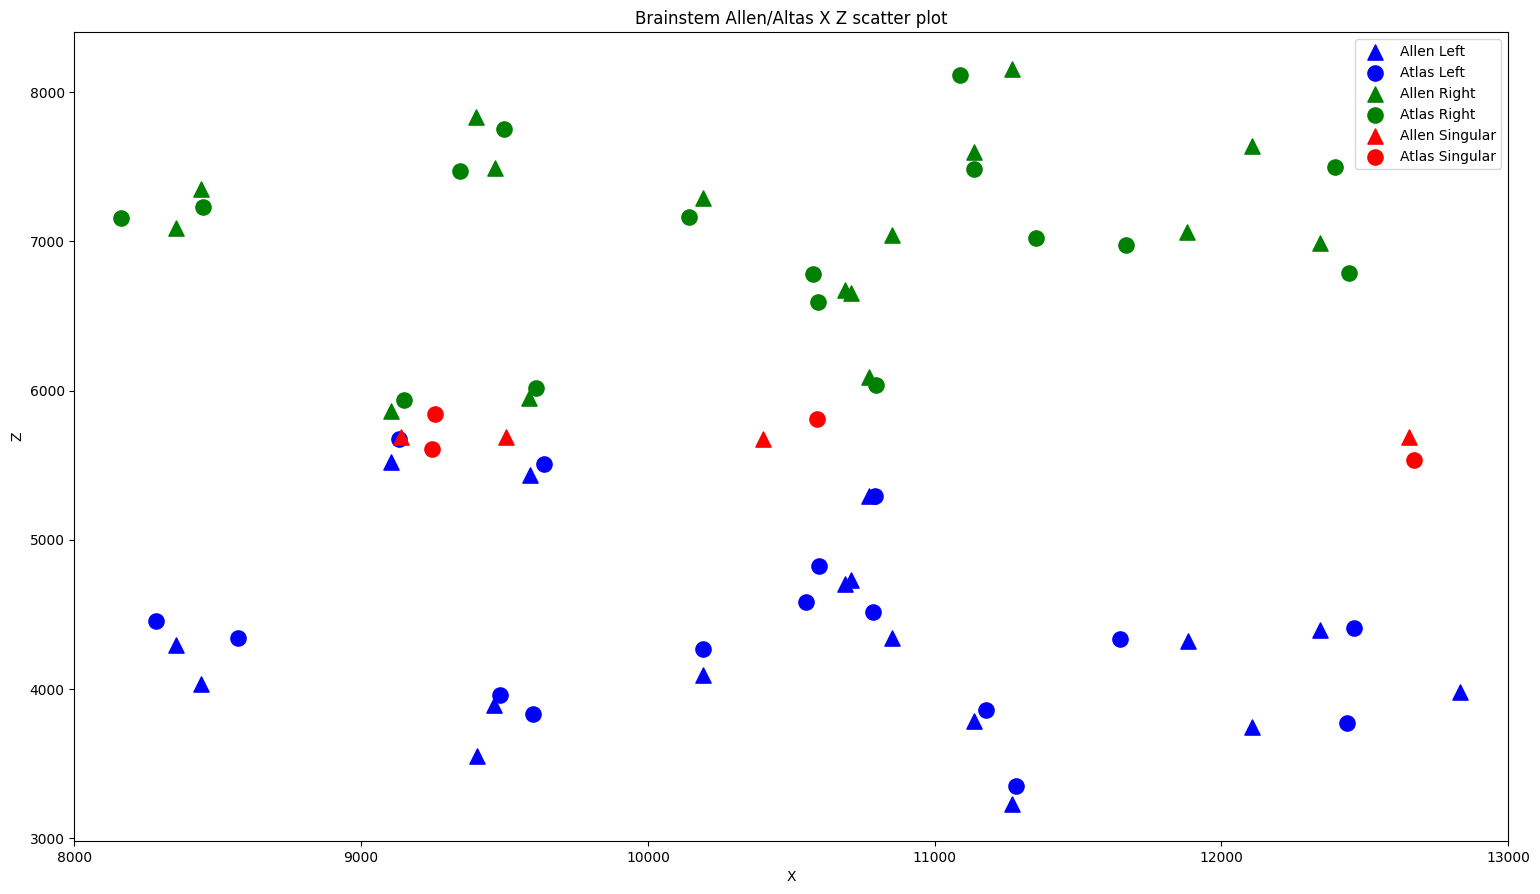 Brainstem Allen/Altas X Z scatter plot
Allen Left
Atlas Left
Allen Right
Atlas Right
Allen Singular
Atlas Singular
8000
7000
6000
Z
5000
4000
3000
8000 9000 10000 11000 12000 13000
X